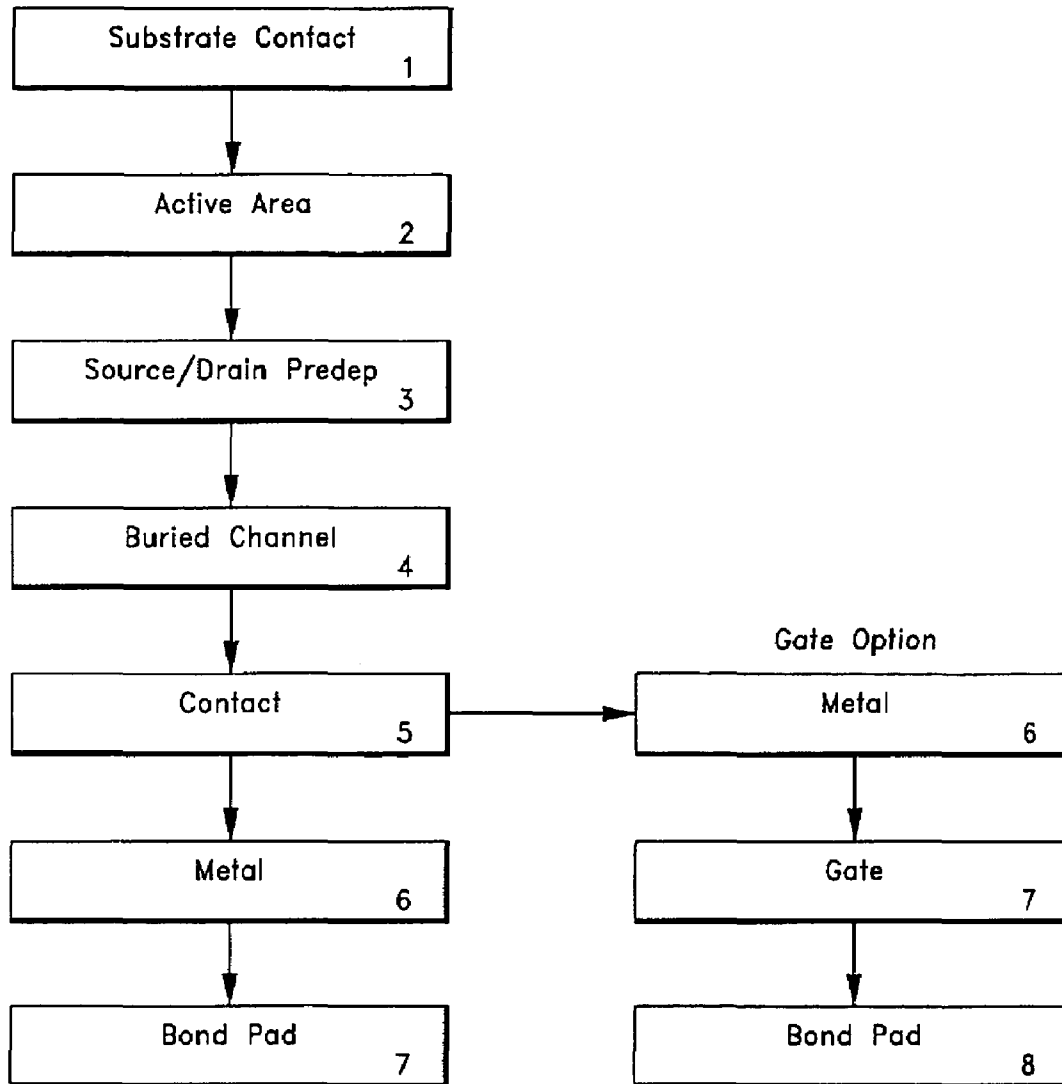 Substrate Contact
1
Active Area
2
Source/Drain Predep
3
Buried Channel
4
Contact
5
Metal
6
Bond Pad
7
Gate Option
Metal
6
Gate
7
Bond Pad
8